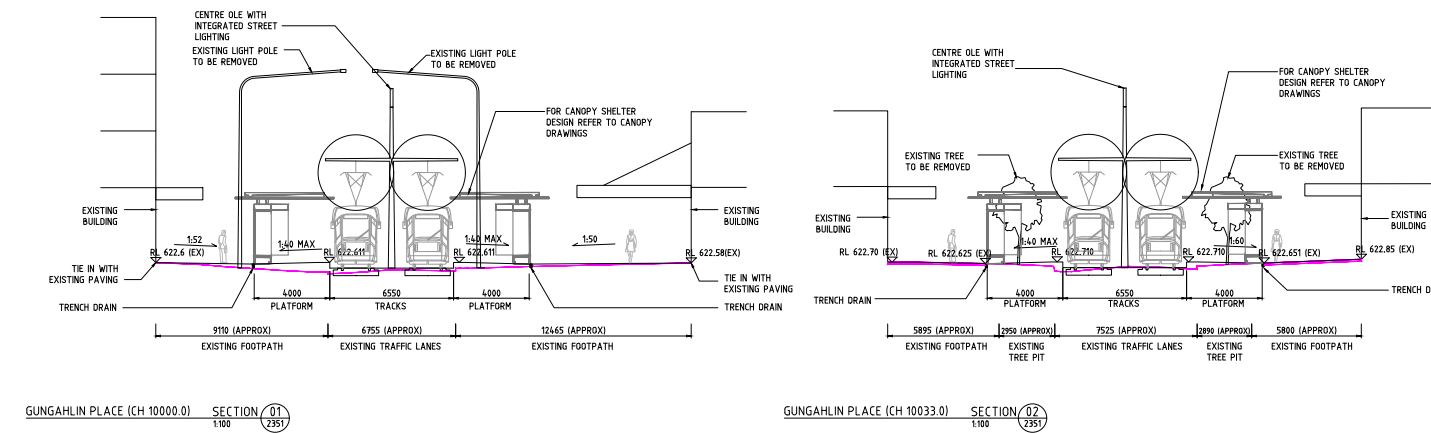 CENTRE OLE WITH
INTEGRATED STREET
LIGHTING
EXISTING LIGHT POLE
TO BE REMOVED
EXISTING LIGHT POLE
TO BE REMOVED
FOR CANOPY SHELTER
DESIGN REFER TO CANOPY
DRAWINGS
EXISTING
BUILDING
EXISTING
BUILDING
1:52
1:40 MAX
1:40 MAX
1:50
RL 622.6 (EX)
622.611
RL 622.611
RL 622.58(EX)
TIE IN WITH
EXISTING PAVING
TIE IN WITH
EXISTING PAVING
TRENCH DRAIN
4000
PLATFORM
6550
TRACKS
4000
PLATFORM
TRENCH DRAIN
9110 (APPROX)
EXISTING FOOTPATH
6755 (APPROX)
EXISTING TRAFFIC LANES
12465 (APPROX)
EXISTING FOOTPATH
GUNGAHLIN PLACE (CH 10000.0)
SECTION
01
2351
1:100
CENTRE OLE WITH
INTEGRATED STREET
LIGHTING
FOR CANOPY SHELTER
DESIGN REFER TO CANOPY
DRAWINGS
EXISTING TREE
TO BE REMOVED
EXISTING TREE
TO BE REMOVED
EXISTING
BUILDING
EXISTING
BUILDING
1:40 MAX
1:60
RL 622.70 (EX)
RL 622.625 (EX)
622.710
RL 622.710
RL 622.651 (EX)
RL 622.85 (EX)
TRENCH DRAIN
4000
PLATFORM
6550
TRACKS
4000
PLATFORM
TRENCH D
5895 (APPROX)
EXISTING FOOTPATH
2950 (APPROX)
EXISTING
TREE PIT
7525 (APPROX)
EXISTING TRAFFIC LANES
2890 (APPROX)
EXISTING
TREE PIT
5800 (APPROX)
EXISTING FOOTPATH
GUNGAHLIN PLACE (CH 10033.0)
SECTION
02
2351
1:100